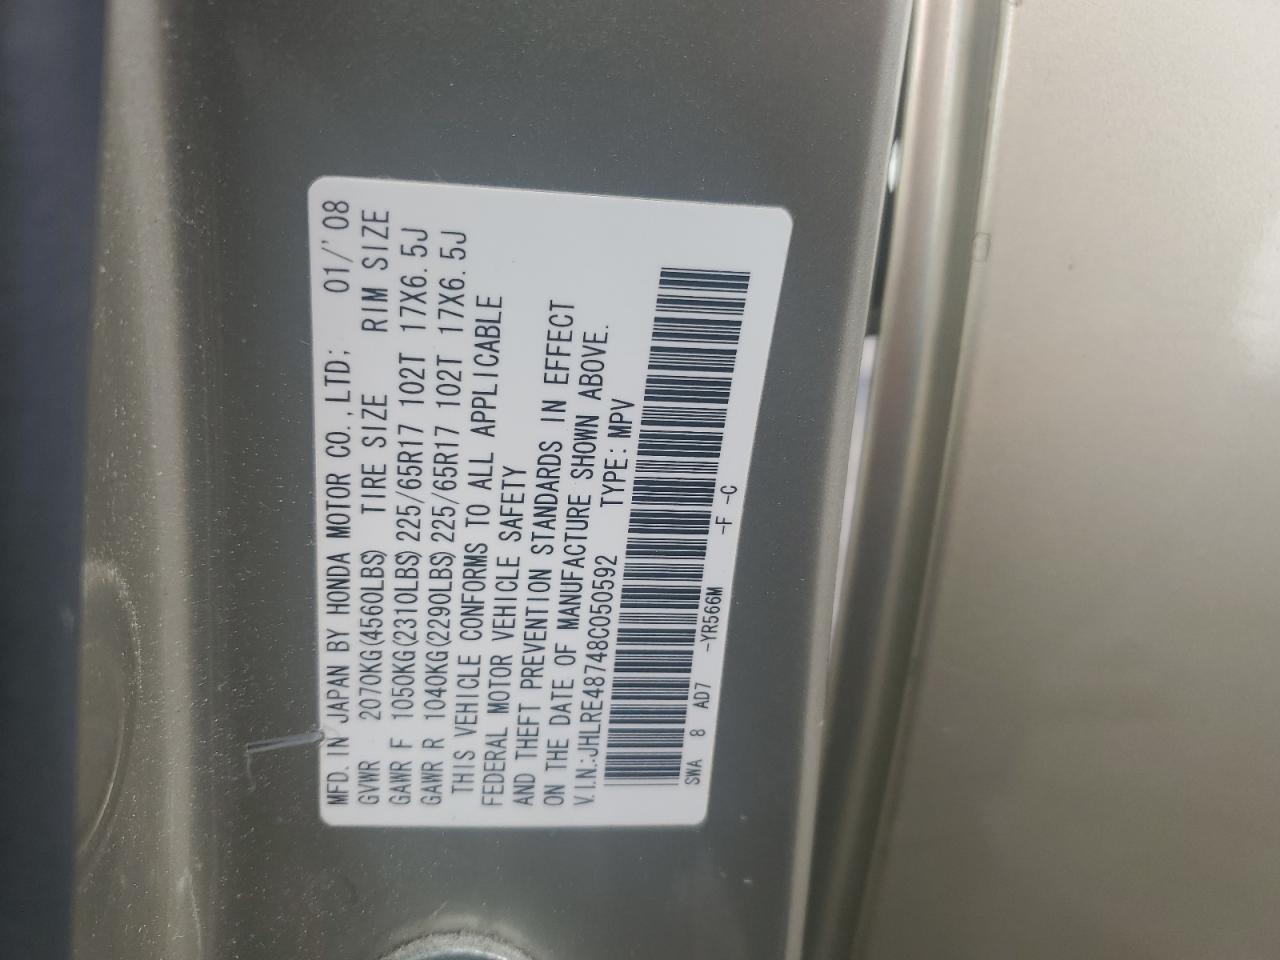 MFD. IN JAPAN BY HONDA MOTOR CO.,LTD; 01/'08
GVWR 2070KG(4560LBS) TIRE SIZE RIM SIZE
GAWR F 1050KG(2310LBS)225/65R17 102T 17X6.5J
GAWR R 1040KG(2290LBS)225/65R17 102T 17X6.5J
THIS VEHICLE CONFORMS TO ALL APPLICABLE
FEDERAL MOTOR VEHICLE SAFETY
AND THEFT PREVENTION STANDARDS IN EFFECT
ON THE DATE OF MANUFACTURE SHOWN ABOVE.
V.I.N.:JHLRE48748C050592 TYPE: MPV
SWA 8 AD7 -YR566M -F -C